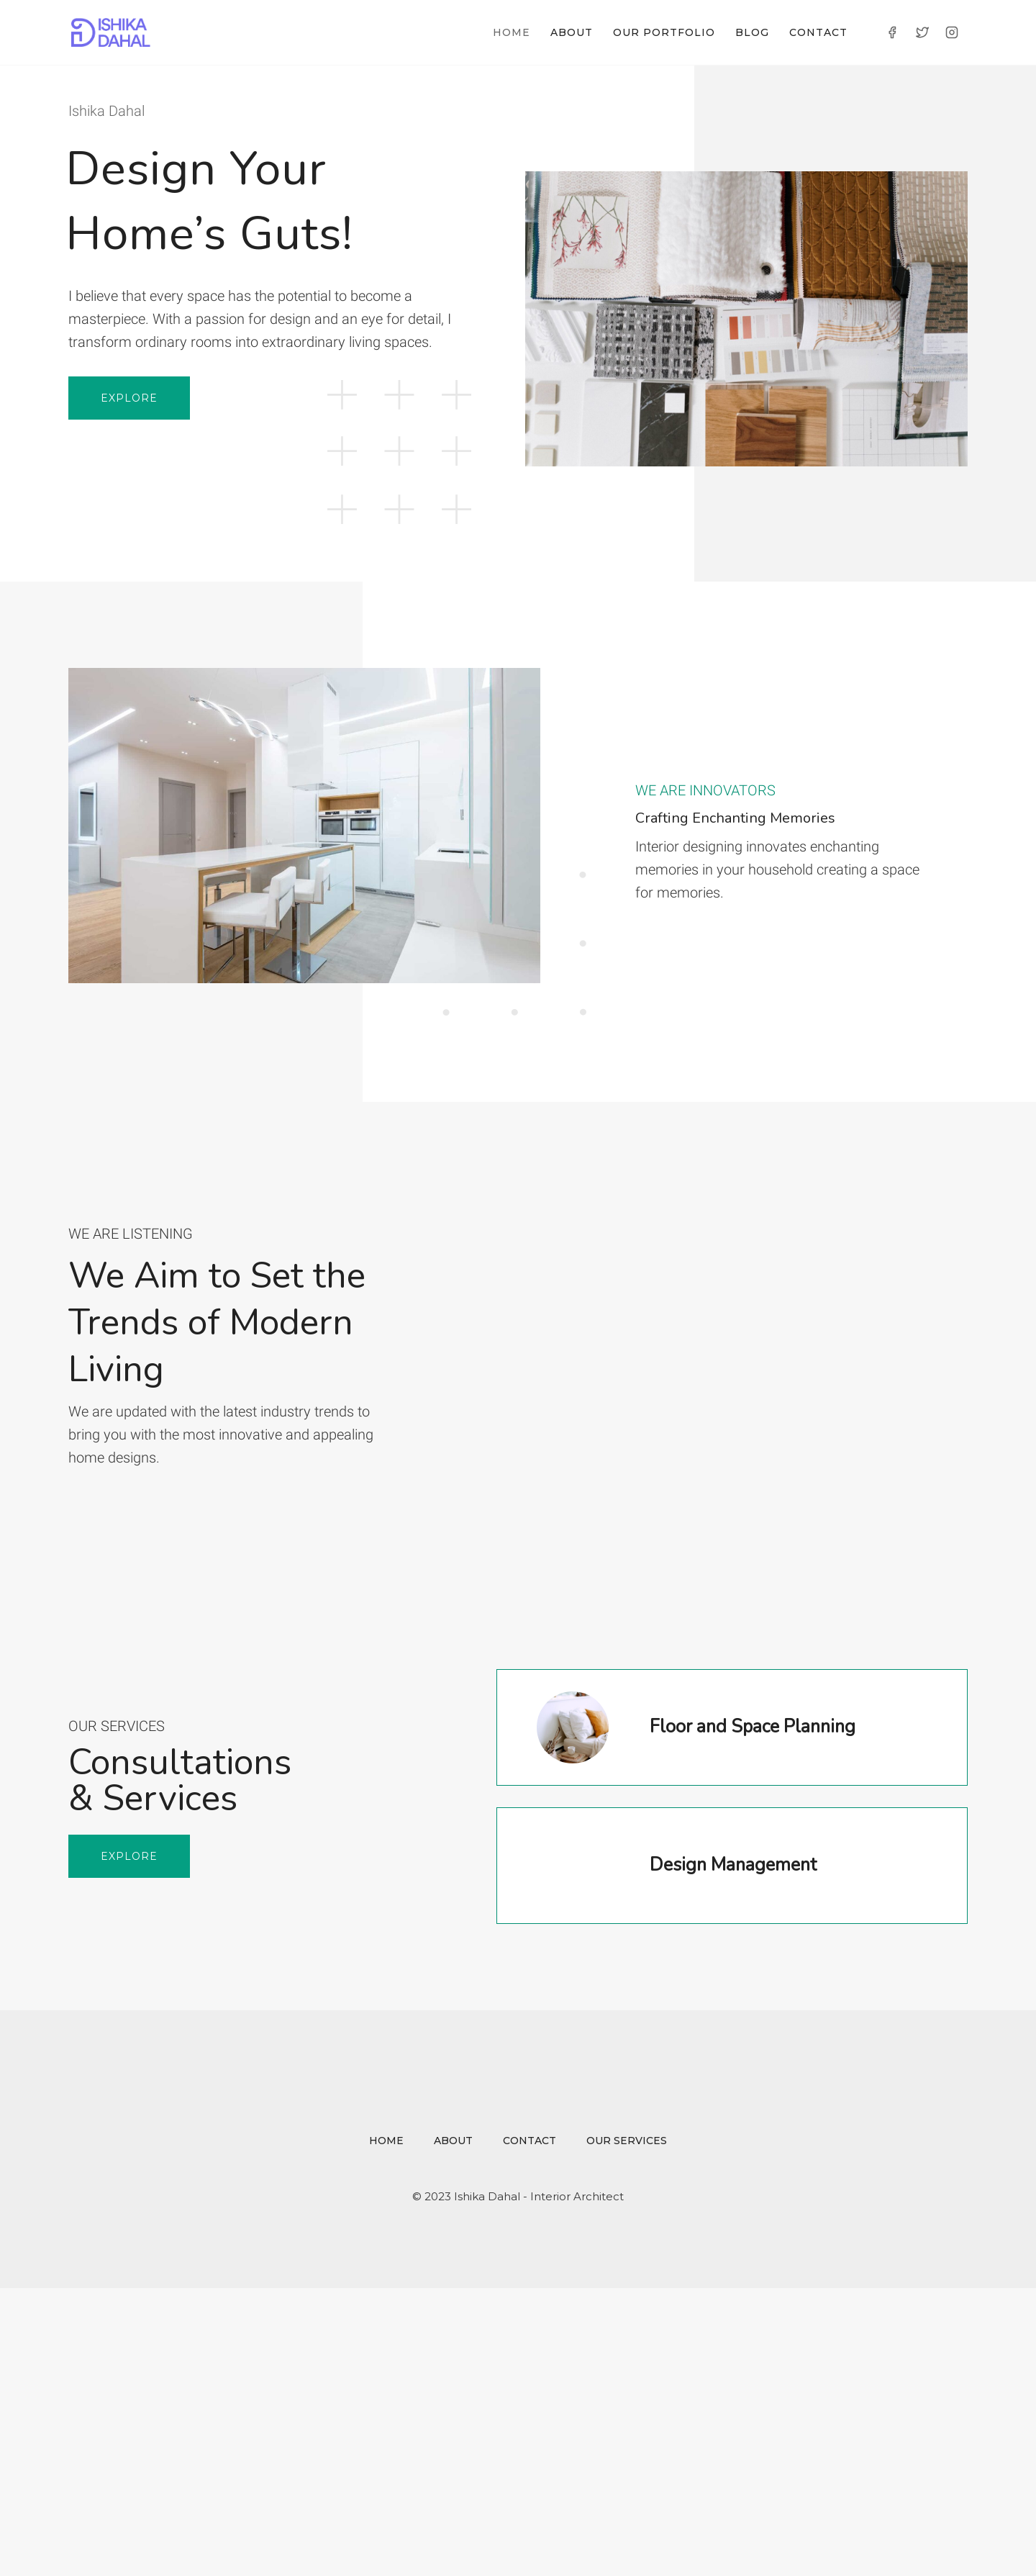 ISHIKA
DAHAL
HOME ABOUT OUR PORTFOLIO BLOG CONTACT
Ishika Dahal
Design Your
Home’s Guts!
I believe that every space has the potential to become a
masterpiece. With a passion for design and an eye for detail, I
transform ordinary rooms into extraordinary living spaces.
EXPLORE
WE ARE INNOVATORS
Crafting Enchanting Memories
Interior designing innovates enchanting
memories in your household creating a space
for memories.
WE ARE LISTENING
We Aim to Set the
Trends of Modern
Living
We are updated with the latest industry trends to
bring you with the most innovative and appealing
home designs.
OUR SERVICES
Consultations
& Services
EXPLORE
Floor and Space Planning
Design Management
HOME ABOUT CONTACT OUR SERVICES
© 2023 Ishika Dahal - Interior Architect